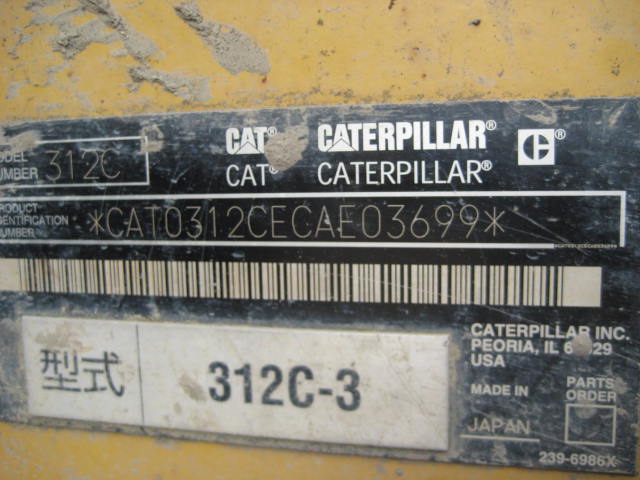 CAT® CATERPILLAR® C®
NUMBER 312C CAT® CATERPILLAR®
PRODUCT
IDENTIFICATION *CAT0312CECAE03699*
NUMBER
CATERPILLAR INC.
PEORIA, IL
USA
型式 312C-3
MADE IN PARTS
ORDER
JAPAN
239-6986X